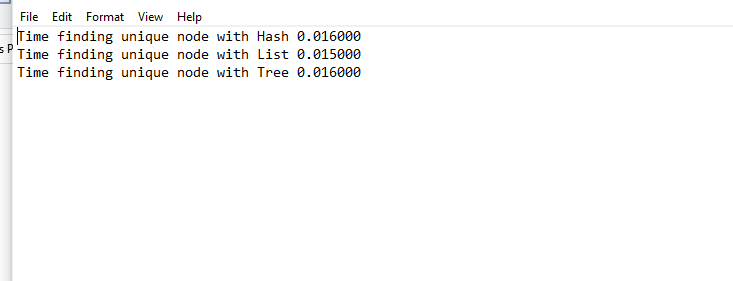 File Edit Format View Help
Time finding unique node with Hash 0.016000
Time finding unique node with List 0.015000
Time finding unique node with Tree 0.016000